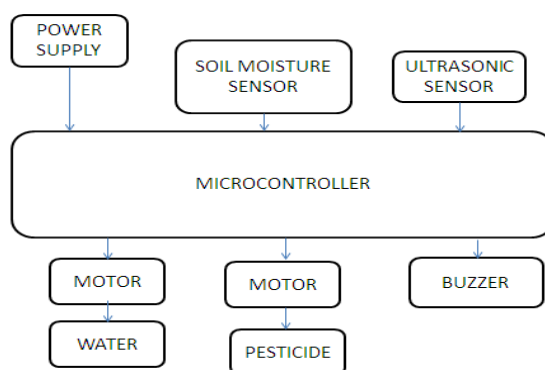 POWER
SUPPLY
SOIL MOISTURE
SENSOR
ULTRASONIC
SENSOR
MICROCONTROLLER
MOTOR
MOTOR
BUZZER
WATER
PESTICIDE